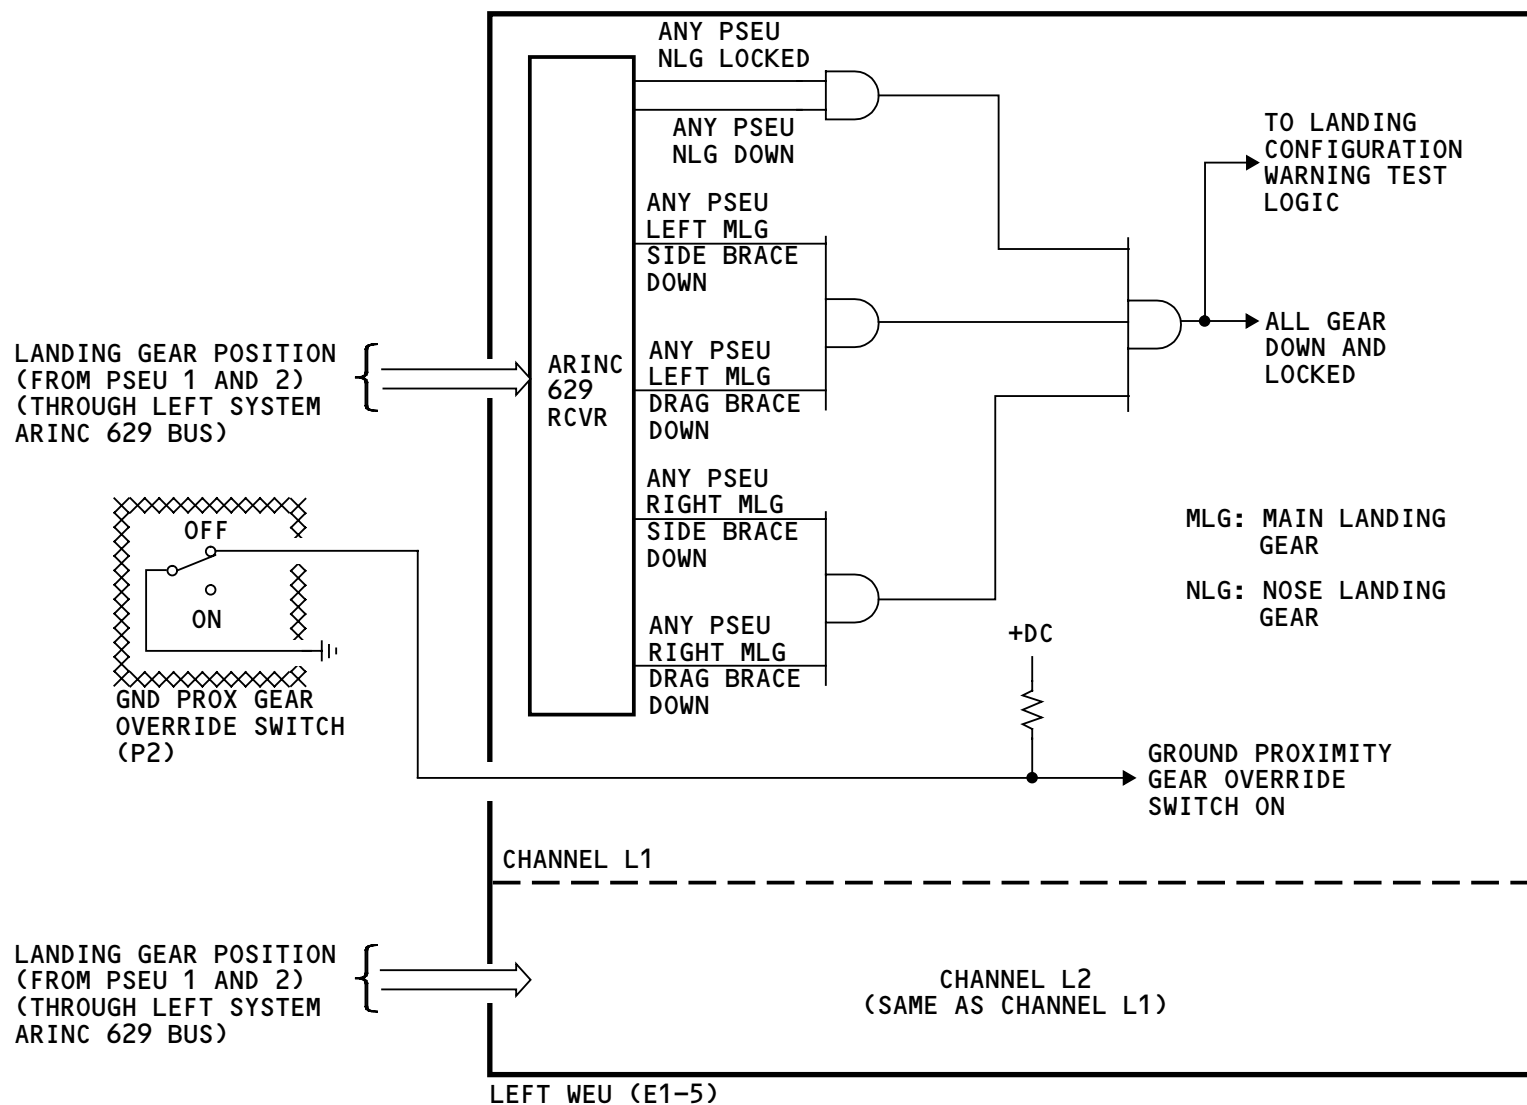 ANY PSEU
NLG LOCKED
ANY PSEU
NLG DOWN
ANY PSEU
LEFT MLG
SIDE BRACE
DOWN
ANY PSEU
LEFT MLG
DRAG BRACE
DOWN
ANY PSEU
RIGHT MLG
SIDE BRACE
DOWN
ANY PSEU
RIGHT MLG
DRAG BRACE
DOWN
ARINC
629
RCVR
TO LANDING
CONFIGURATION
WARNING TEST
LOGIC
ALL GEAR
DOWN AND
LOCKED
LANDING GEAR POSITION
(FROM PSEU 1 AND 2)
(THROUGH LEFT SYSTEM
ARINC 629 BUS)
OFF
ON
GND PROX GEAR
OVERRIDE SWITCH
(P2)
MLG: MAIN LANDING
GEAR
NLG: NOSE LANDING
GEAR
+DC
GROUND PROXIMITY
GEAR OVERRIDE
SWITCH ON
CHANNEL L1
LANDING GEAR POSITION
(FROM PSEU 1 AND 2)
(THROUGH LEFT SYSTEM
ARINC 629 BUS)
CHANNEL L2
(SAME AS CHANNEL L1)
LEFT WEU (E1-5)